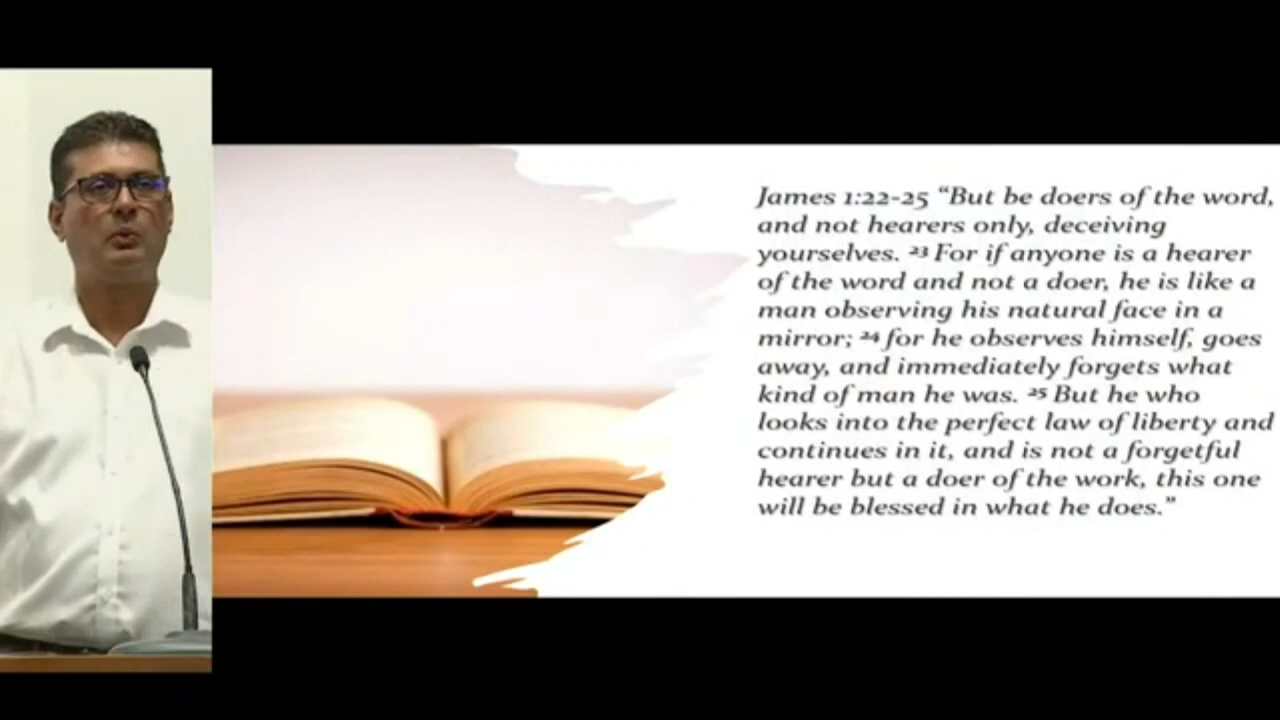 James 1:22-25 “But be doers of the word,
and not hearers only, deceiving
yourselves. 23 For if anyone is a hearer
of the word and not a doer, he is like a
man observing his natural face in a
mirror; 24 for he observes himself, goes
away, and immediately forgets what
kind of man he was. 25 But he who
looks into the perfect law of liberty and
continues in it, and is not a forgetful
hearer but a doer of the work, this one
will be blessed in what he does.”